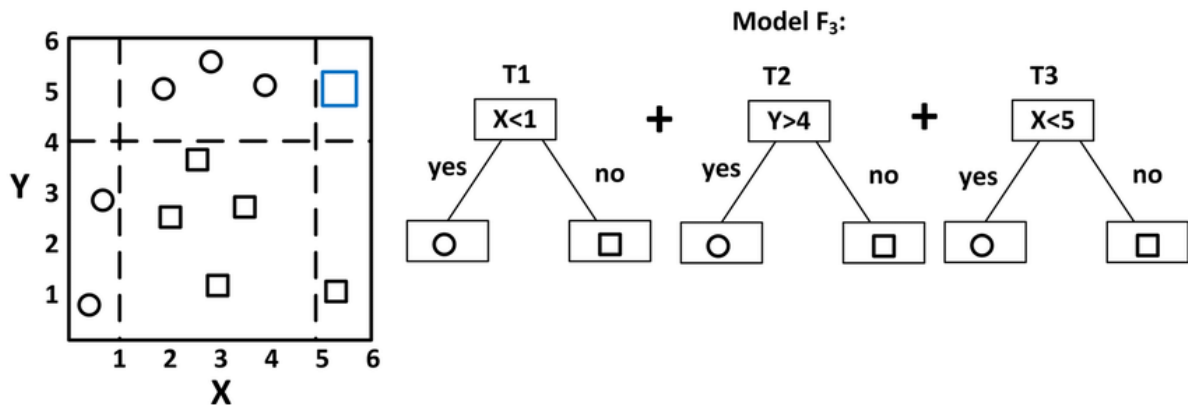 Model F₃:
6
5
4
3
2
1
Y
1 2 3 4 5 6
X
T1
X<1
yes
no
+
T2
Y>4
yes
no
+
T3
X<5
yes
no